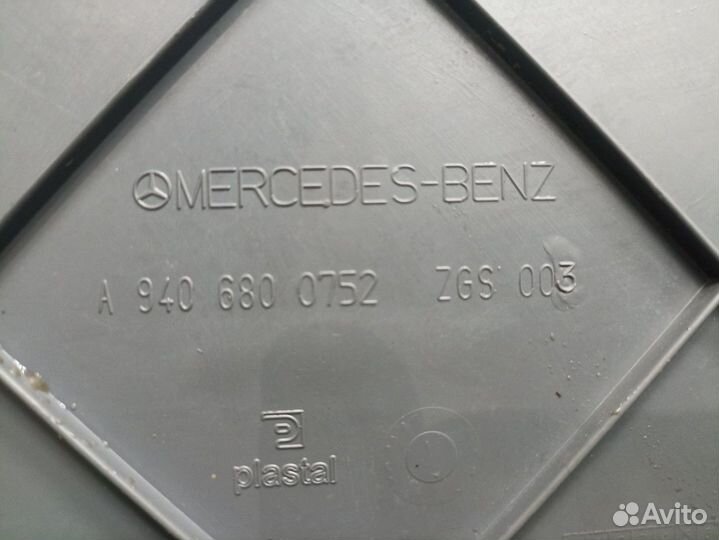 MERCEDES-BENZ
A 940 680 0752 ZGS 003
plastal
Avito